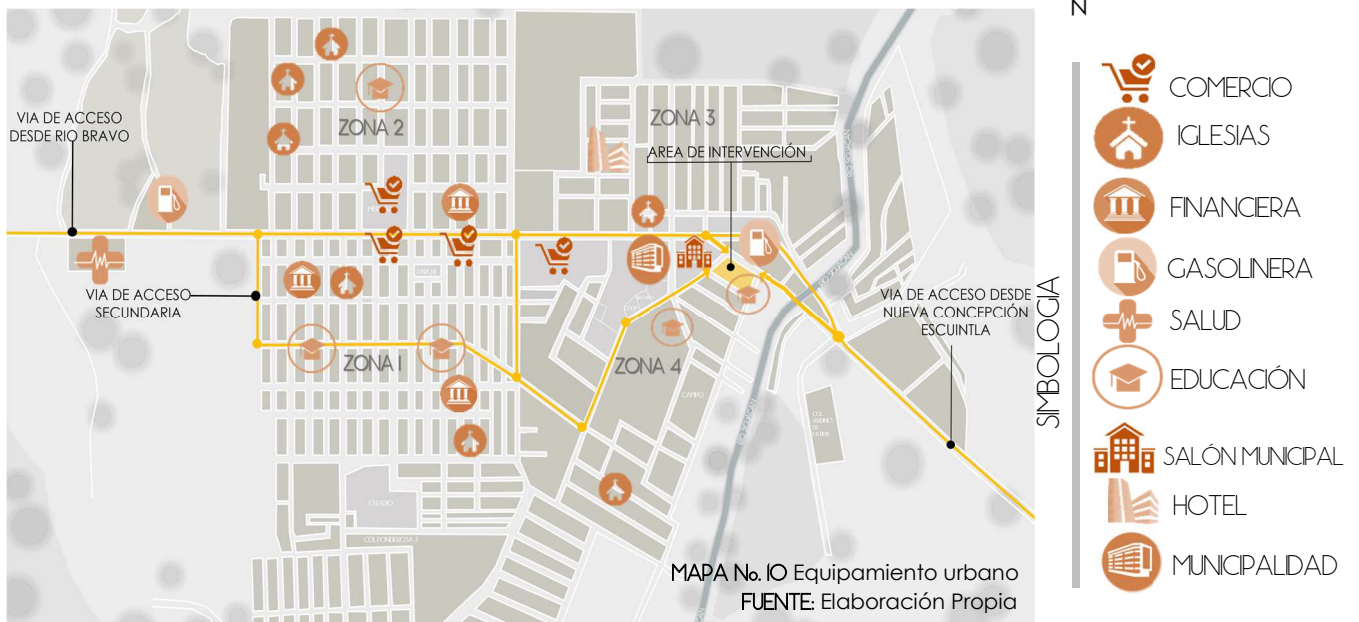 N
VIA DE ACCESO
DESDE RIO BRAVO
ZONA 2
ZONA 3
AREA DE INTERVENCIÓN
VIA DE ACCESO
SECUNDARIA
VIA DE ACCESO DESDE
NUEVA CONCEPCIÓN
ESCUINTLA
ZONA 1
ZONA 4
CAMPO
ESTADIO
MAPA No. 10 Equipamiento urbano
FUENTE: Elaboración Propia
SIMBOLOGIA
COMERCIO
IGLESIAS
FINANCIERA
GASOLINERA
SALUD
EDUCACIÓN
SALÓN MUNICIPAL
HOTEL
MUNICIPALIDAD